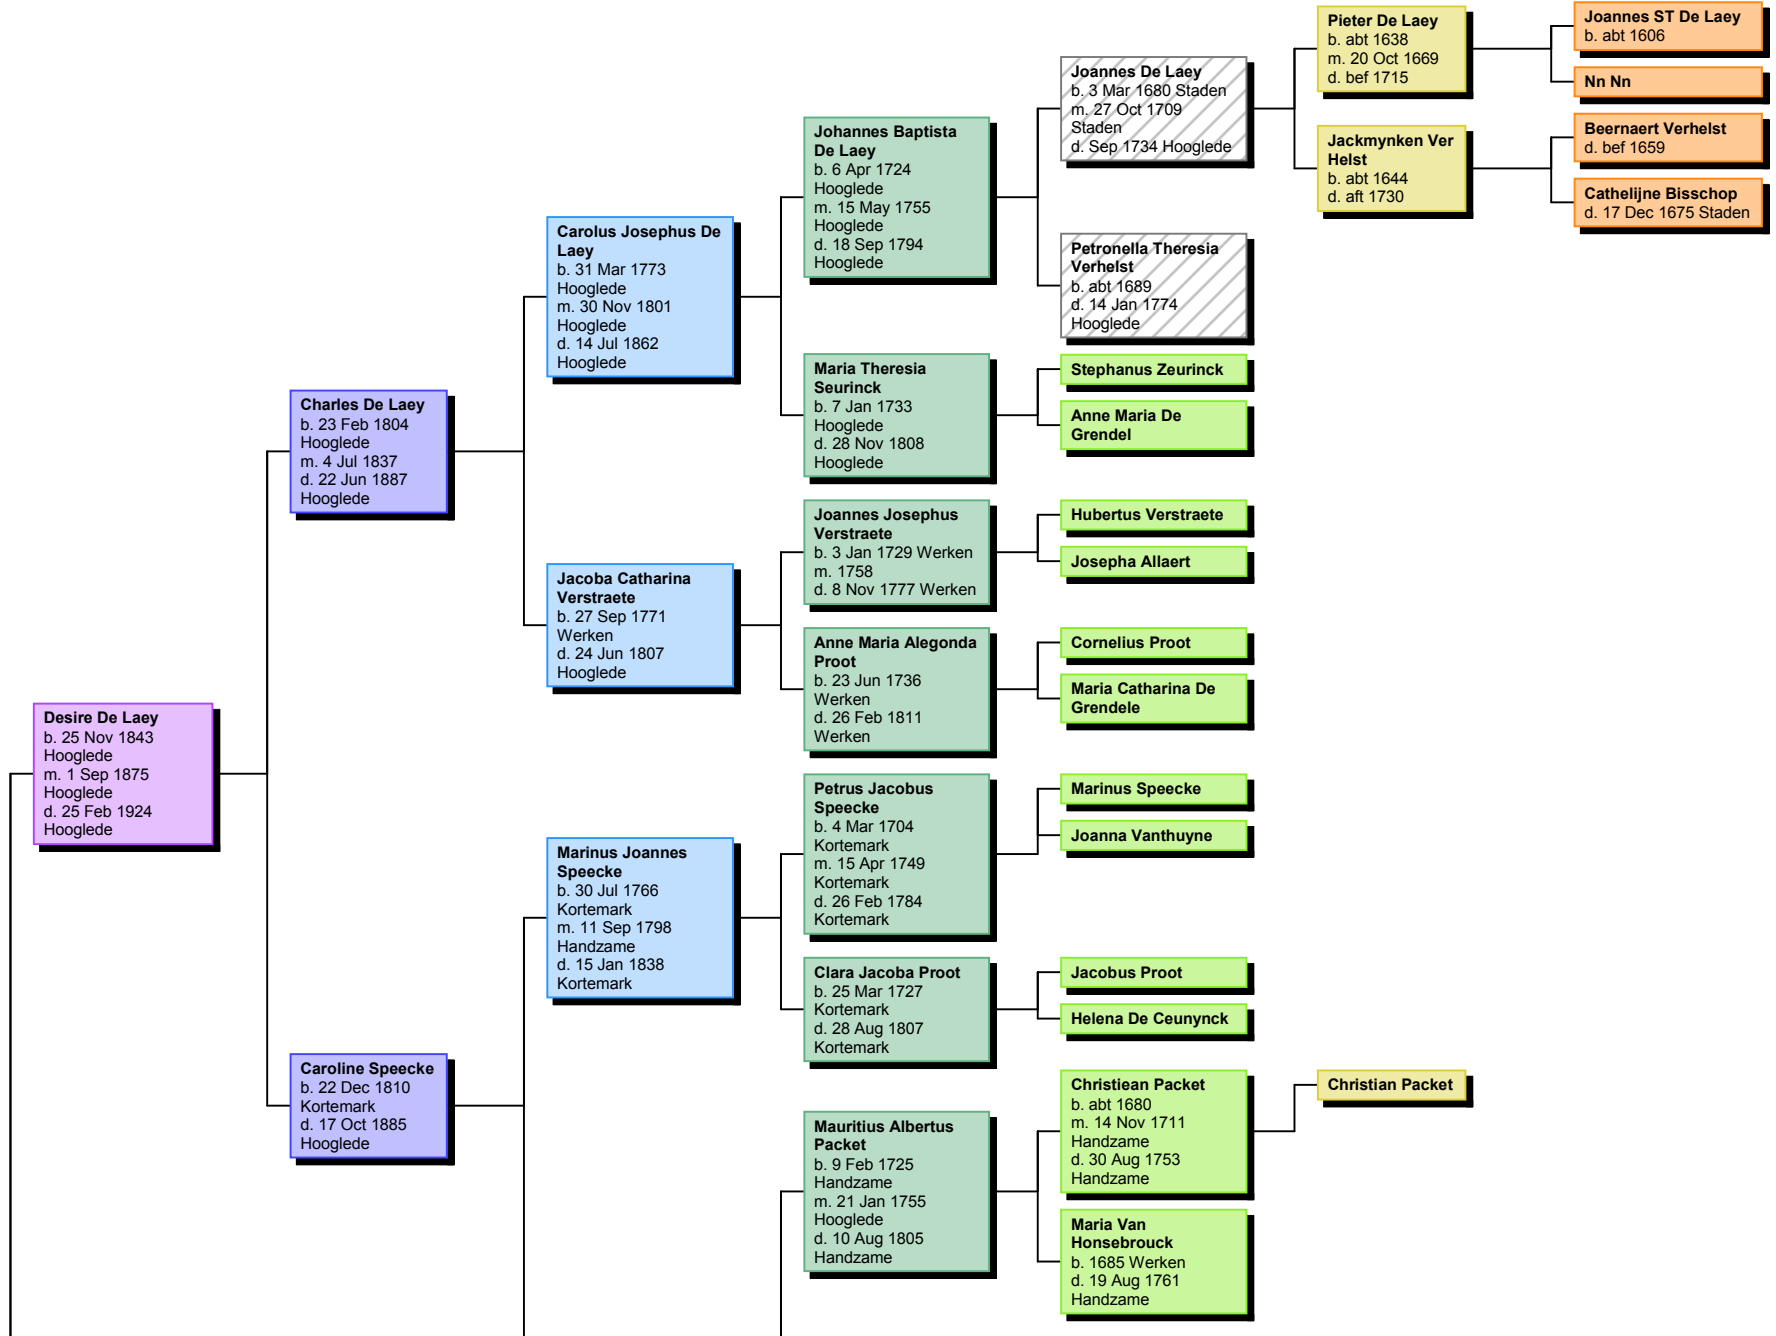 Desire De Laey
b. 25 Nov 1843
Hooglede
m. 1 Sep 1875
Hooglede
d. 25 Feb 1924
Hooglede
Charles De Laey
b. 23 Feb 1804
Hooglede
m. 4 Jul 1837
d. 22 Jun 1887
Hooglede
Caroline Speecke
b. 22 Dec 1810
Kortemark
d. 17 Oct 1885
Hooglede
Carolus Josephus De
Laey
b. 31 Mar 1773
Hooglede
m. 30 Nov 1801
Hooglede
d. 14 Jul 1862
Hooglede
Jacoba Catharina
Verstraete
b. 27 Sep 1771
Werken
d. 24 Jun 1807
Hooglede
Marinus Joannes
Speecke
b. 30 Jul 1766
Kortemark
m. 11 Sep 1798
Handzame
d. 15 Jan 1838
Kortemark
Johannes Baptista
De Laey
b. 6 Apr 1724
Hooglede
m. 15 May 1755
Hooglede
d. 18 Sep 1794
Hooglede
Maria Theresia
Seurinck
b. 7 Jan 1733
Hooglede
d. 28 Nov 1808
Hooglede
Joannes Josephus
Verstraete
b. 3 Jan 1729 Werken
m. 1758
d. 8 Nov 1777 Werken
Anne Maria Alegonda
Proot
b. 23 Jun 1736
Werken
d. 26 Feb 1811
Werken
Petrus Jacobus
Speecke
b. 4 Mar 1704
Kortemark
m. 15 Apr 1749
Kortemark
d. 26 Feb 1784
Kortemark
Clara Jacoba Proot
b. 25 Mar 1727
Kortemark
d. 28 Aug 1807
Kortemark
Mauritius Albertus
Packet
b. 9 Feb 1725
Handzame
m. 21 Jan 1755
Hooglede
d. 10 Aug 1805
Handzame
Joannes De Laey
b. 3 Mar 1680 Staden
m. 27 Oct 1709
Staden
d. Sep 1734 Hooglede
Petronella Theresia
Verhelst
b. abt 1689
d. 14 Jan 1774
Hooglede
Stephanus Zeurinck
Anne Maria De
Grendel
Hubertus Verstraete
Josepha Allaert
Cornelius Proot
Maria Catharina De
Grendele
Marinus Speecke
Joanna Vanthuyne
Jacobus Proot
Helena De Ceunynck
Christiean Packet
b. abt 1680
m. 14 Nov 1711
Handzame
d. 30 Aug 1753
Handzame
Maria Van
Honsebrouck
b. 1685 Werken
d. 19 Aug 1761
Handzame
Pieter De Laey
b. abt 1638
m. 20 Oct 1669
d. bef 1715
Jackmynken Ver
Helst
b. abt 1644
d. aft 1730
Christian Packet
Joannes ST De Laey
b. abt 1606
Nn Nn
Beernaert Verhelst
d. bef 1659
Cathelijne Bisschop
d. 17 Dec 1675 Staden